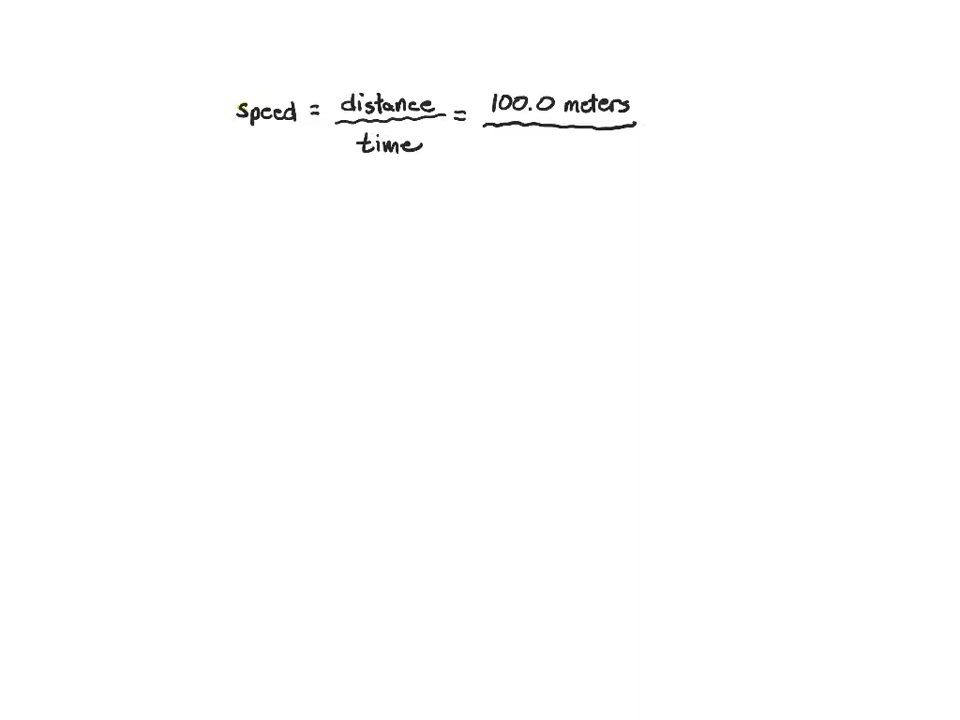 speed = distance / time = 100.0 meters